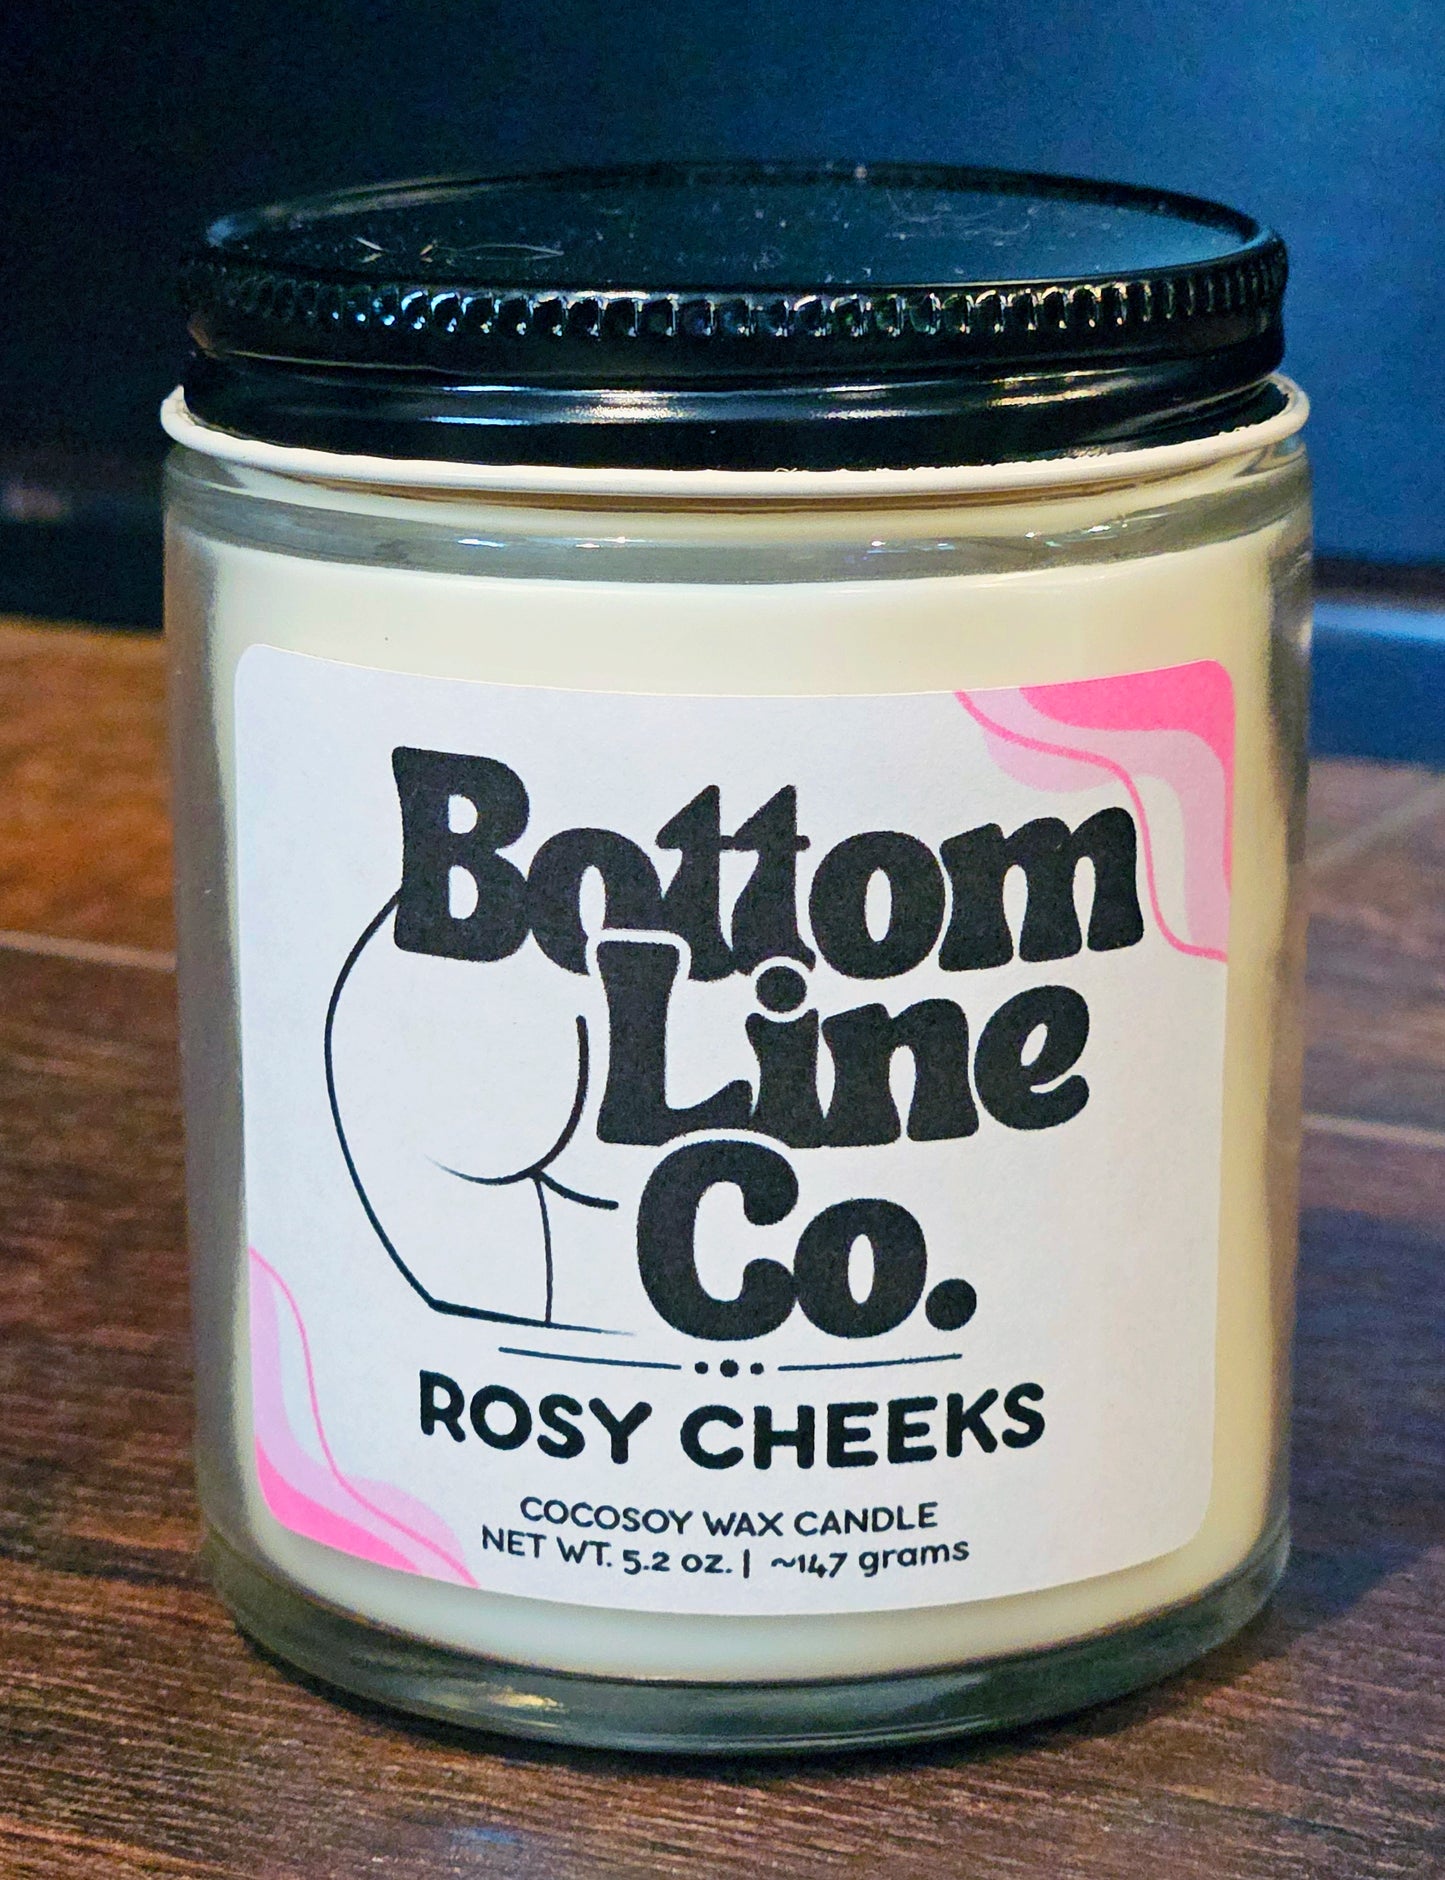 Bottom
Line
Co.
ROSY CHEEKS
COCOSOY WAX CANDLE
NET WT. 5.2 oz. | ~147 grams